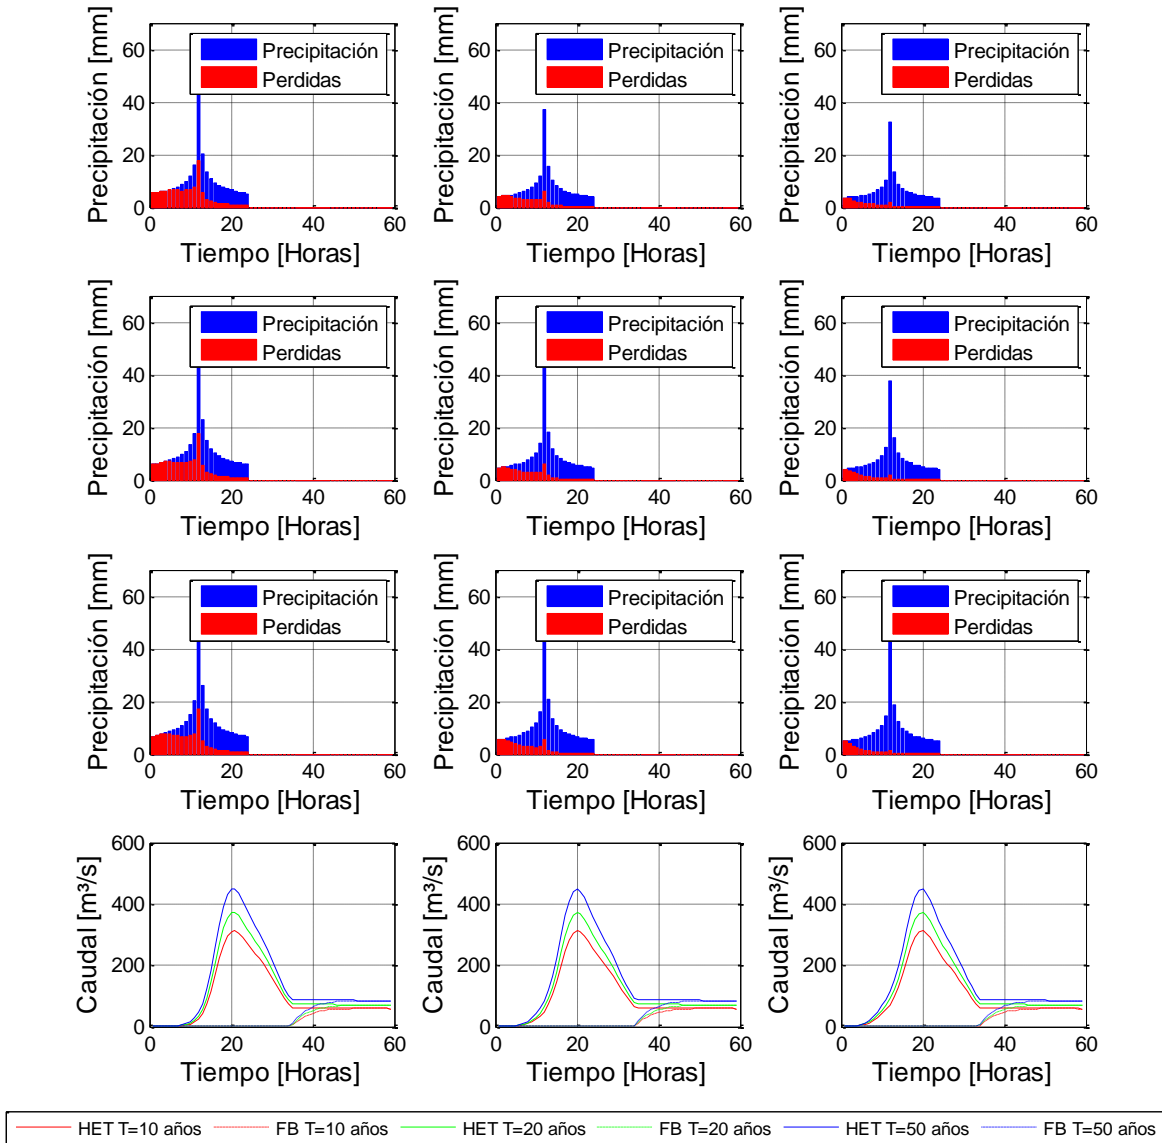 Precipitación [mm]
60
40
20
0
Precipitación
Perdidas
0 20 40 60
Tiempo [Horas]
Precipitación [mm]
60
40
20
0
Precipitación
Perdidas
0 20 40 60
Tiempo [Horas]
Precipitación [mm]
60
40
20
0
Precipitación
Perdidas
0 20 40 60
Tiempo [Horas]
Precipitación [mm]
60
40
20
0
Precipitación
Perdidas
0 20 40 60
Tiempo [Horas]
Precipitación [mm]
60
40
20
0
Precipitación
Perdidas
0 20 40 60
Tiempo [Horas]
Precipitación [mm]
60
40
20
0
Precipitación
Perdidas
0 20 40 60
Tiempo [Horas]
Precipitación [mm]
60
40
20
0
Precipitación
Perdidas
0 20 40 60
Tiempo [Horas]
Precipitación [mm]
60
40
20
0
Precipitación
Perdidas
0 20 40 60
Tiempo [Horas]
Precipitación [mm]
60
40
20
0
Precipitación
Perdidas
0 20 40 60
Tiempo [Horas]
Caudal [m³/s]
600
400
200
0
0 20 40 60
Tiempo [Horas]
Caudal [m³/s]
600
400
200
0
0 20 40 60
Tiempo [Horas]
Caudal [m³/s]
600
400
200
0
0 20 40 60
Tiempo [Horas]
HET T=10 años FB T=10 años HET T=20 años FB T=20 años HET T=50 años FB T=50 años